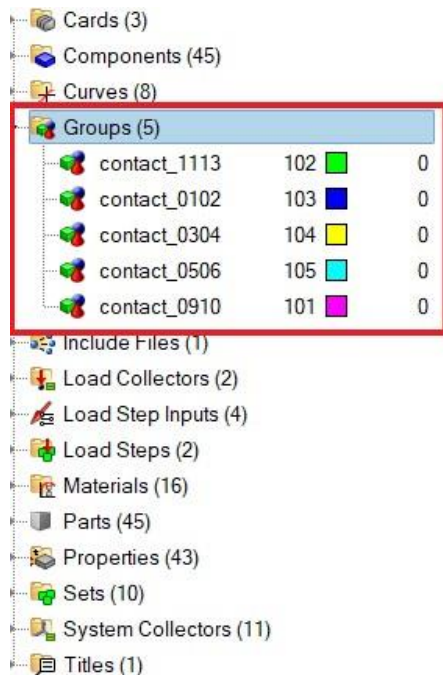 Cards (3)
Components (45)
Curves (8)
Groups (5)
contact_1113 102 0
contact_0102 103 0
contact_0304 104 0
contact_0506 105 0
contact_0910 101 0
Include Files (1)
Load Collectors (2)
Load Step Inputs (4)
Load Steps (2)
Materials (16)
Parts (45)
Properties (43)
Sets (10)
System Collectors (11)
Titles (1)